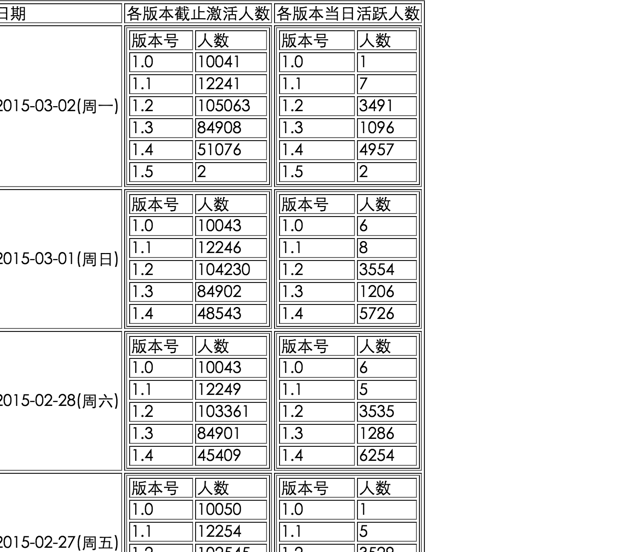 日期 各版本截止激活人数 各版本当日活跃人数
2015-03-02(周一)
版本号 人数 版本号 人数
1.0 10041 1.0 1
1.1 12241 1.1 7
1.2 105063 1.2 3491
1.3 84908 1.3 1096
1.4 51076 1.4 4957
1.5 2 1.5 2
2015-03-01(周日)
版本号 人数 版本号 人数
1.0 10043 1.0 6
1.1 12246 1.1 8
1.2 104230 1.2 3554
1.3 84902 1.3 1206
1.4 48543 1.4 5726
2015-02-28(周六)
版本号 人数 版本号 人数
1.0 10043 1.0 6
1.1 12249 1.1 5
1.2 103361 1.2 3535
1.3 84901 1.3 1286
1.4 45409 1.4 6254
2015-02-27(周五)
版本号 人数 版本号 人数
1.0 10050 1.0 1
1.1 12254 1.1 5
1.2 102545 1.2 3529